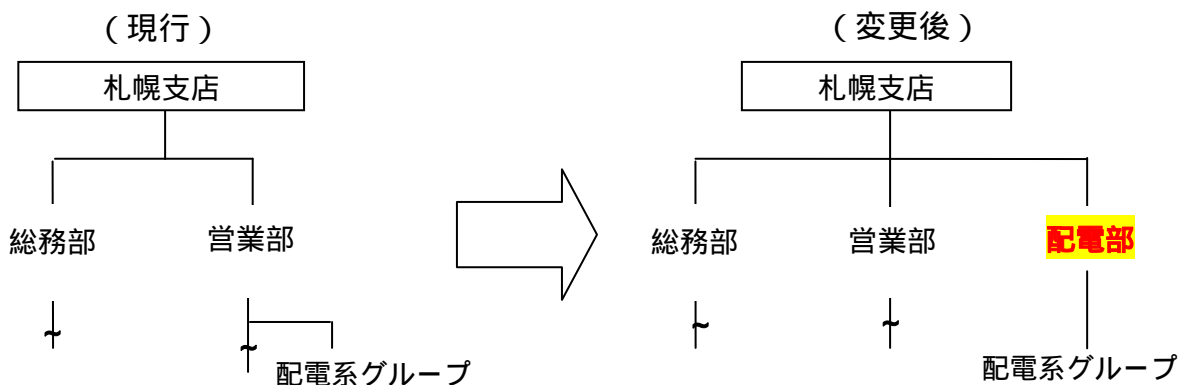 （現行）
（変更後）
札幌支店
札幌支店
総務部
営業部
総務部
営業部
配電部
~
~
~
~
配電系グループ
配電系グループ